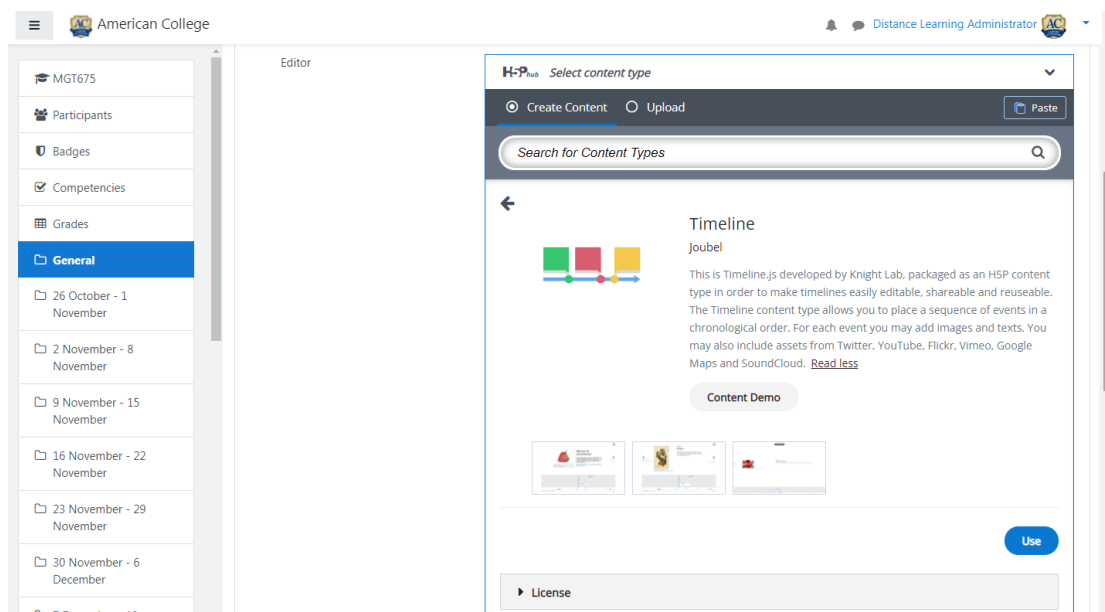 American College
Distance Learning Administrator
MGT675
Participants
Badges
Competencies
Grades
General
26 October - 1
November
2 November - 8
November
9 November - 15
November
16 November - 22
November
23 November - 29
November
30 November - 6
December
Editor
H5Phub Select content type
Create Content Upload Paste
Search for Content Types
Timeline
Joubel
This is Timeline.js developed by Knight Lab, packaged as an H5P content
type in order to make timelines easily editable, shareable and reuseable.
The Timeline content type allows you to place a sequence of events in a
chronological order. For each event you may add images and texts. You
may also include assets from Twitter, YouTube, Flickr, Vimeo, Google
Maps and SoundCloud. Read less
Content Demo
Use
License